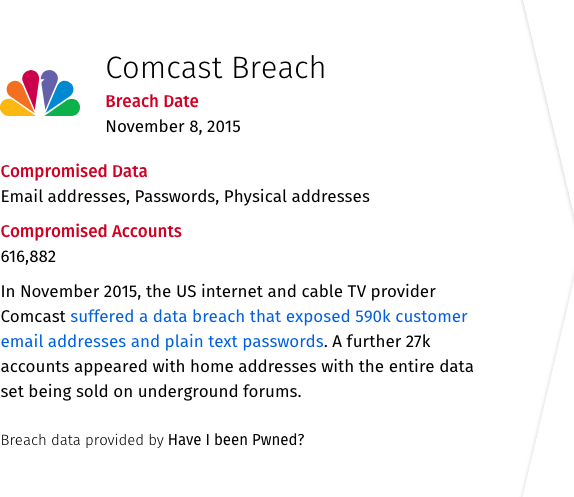 Comcast Breach
Breach Date
November 8, 2015
Compromised Data
Email addresses, Passwords, Physical addresses
Compromised Accounts
616,882
In November 2015, the US internet and cable TV provider
Comcast suffered a data breach that exposed 590k customer
email addresses and plain text passwords. A further 27k
accounts appeared with home addresses with the entire data
set being sold on underground forums.
Breach data provided by Have I been Pwned?